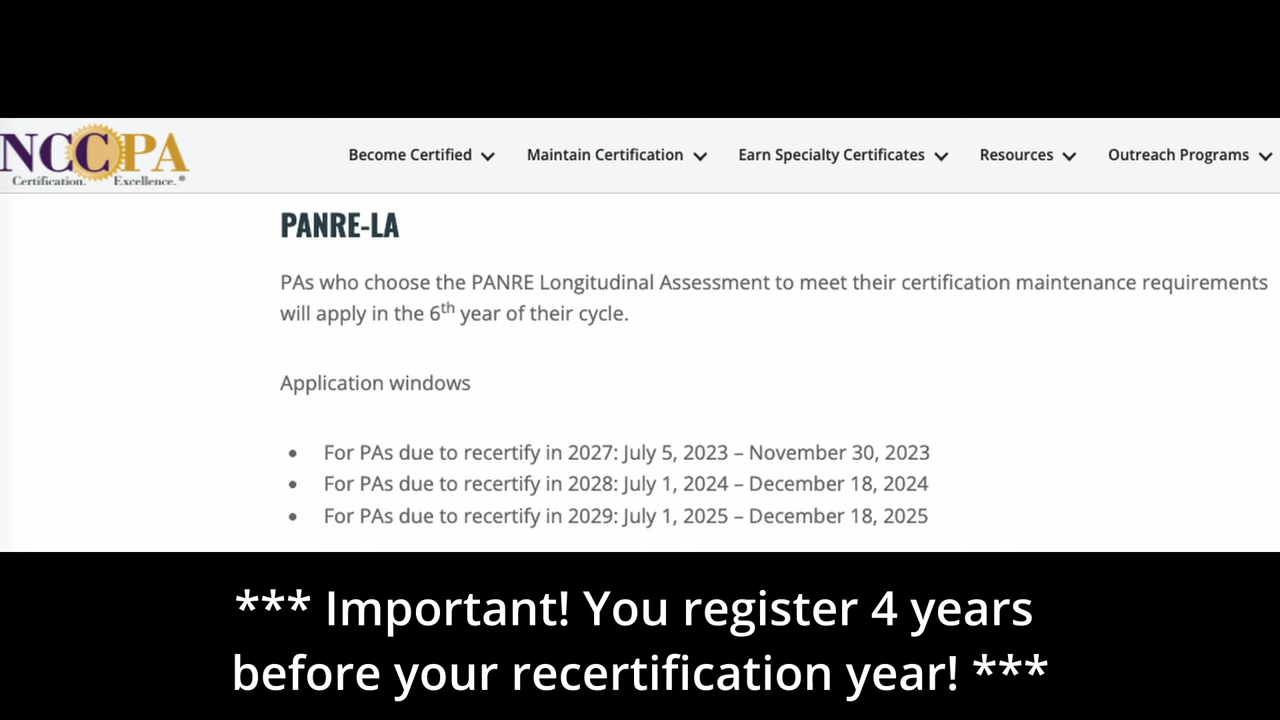 NCCPA
Certification. Excellence.®
Become Certified Maintain Certification Earn Specialty Certificates Resources Outreach Programs
PANRE-LA
PAs who choose the PANRE Longitudinal Assessment to meet their certification maintenance requirements
will apply in the 6th year of their cycle.
Application windows
• For PAs due to recertify in 2027: July 5, 2023 – November 30, 2023
• For PAs due to recertify in 2028: July 1, 2024 – December 18, 2024
• For PAs due to recertify in 2029: July 1, 2025 – December 18, 2025
*** Important! You register 4 years
before your recertification year! ***